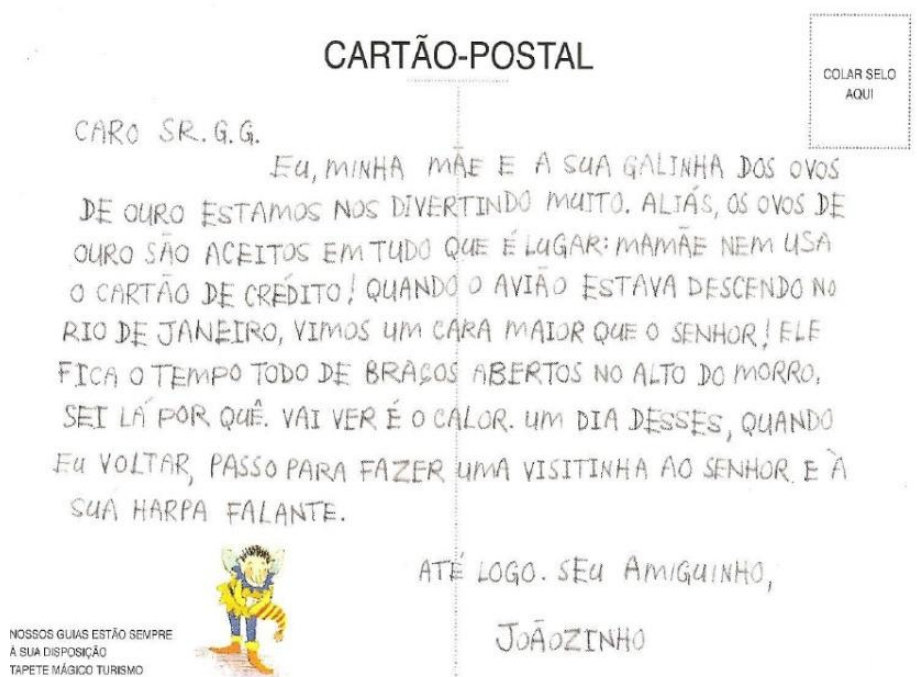 CARTÃO-POSTAL
COLAR SELO
AQUI
CARO SR. G.G.
EU, MINHA MÃE E A SUA GALINHA DOS OVOS
DE OURO ESTAMOS NOS DIVERTINDO MUITO. ALIÁS, OS OVOS DE
OURO SÃO ACEITOS EM TUDO QUE É LUGAR: MAMÃE NEM USA
O CARTÃO DE CRÉDITO! QUANDO O AVIÃO ESTAVA DESCENDO NO
RIO DE JANEIRO, VIMOS UM CARA MAIOR QUE O SENHOR! ELE
FICA O TEMPO TODO DE BRAÇOS ABERTOS NO ALTO DO MORRO.
SEI LÁ POR QUÊ. VAI VER É O CALOR. UM DIA DESSES, QUANDO
EU VOLTAR, PASSO PARA FAZER UMA VISITINHA AO SENHOR E À
SUA HARPA FALANTE.
ATÉ LOGO. SEU AMIGUINHO,
JOÃOZINHO
NOSSOS GUIAS ESTÃO SEMPRE
À SUA DISPOSIÇÃO
TAPETE MÁGICO TURISMO